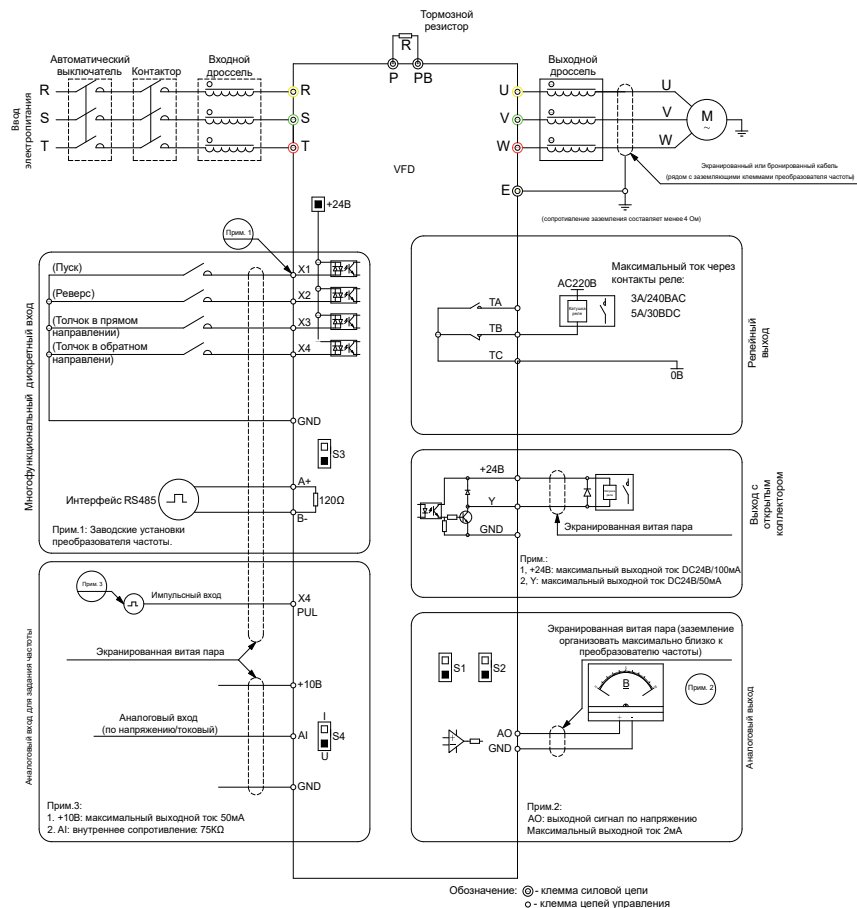 Тормозной
резистор
R
P PB
Автоматический
выключатель
Контактор
Входной
дроссель
Выходной
дроссель
Ввод
электропитания
R
S
T
R
S
T
U
V
W
U
V
W
M
~
VFD
E
Экранированный или бронированный кабель
(рядом с заземляющими клеммами преобразователя частоты)
(сопротивление заземления составляет менее 4 Ом)
+24В
Прим. 1
Многофункциональный дискретный вход
(Пуск)
X1
(Реверс)
X2
(Толчок в прямом
направлении)
X3
(Толчок в обратном
направлени)
X4
GND
S3
A+
Интерфейс RS485
120Ω
B-
Прим.1: Заводские установки
преобразователя частоты.
Релейный
выход
Максимальный ток через
контакты реле:
3А/240ВАС
5А/30ВDC
AC220В
TA
TB
TC
0В
Выход с
открытым
коллектором
+24В
Y
GND
Экранированная витая пара
Прим.:
1, +24В: максимальный выходной ток: DC24В/100мА
2, Y: максимальный выходной ток: DC24В/50мА
Аналоговый вход для задания частоты
Прим. 3
Импульсный вход
X4
PUL
Экранированная витая пара
+10В
Аналоговый вход
(по напряжению/токовый)
AI
I
S4
U
GND
Прим.3:
1. +10В: максимальный выходной ток: 50мА
2. AI: внутреннее сопротивление: 75КΩ
Аналоговый выход
Экранированная витая пара (заземление
организовать максимально близко к
преобразователю частоты)
S1
S2
В
+ -
Прим. 2
AO
GND
Прим.2:
АО: выходной сигнал по напряжению
Максимальный выходной ток: 2мА
Обозначение: - клемма силовой цепи
- клемма цепей управления